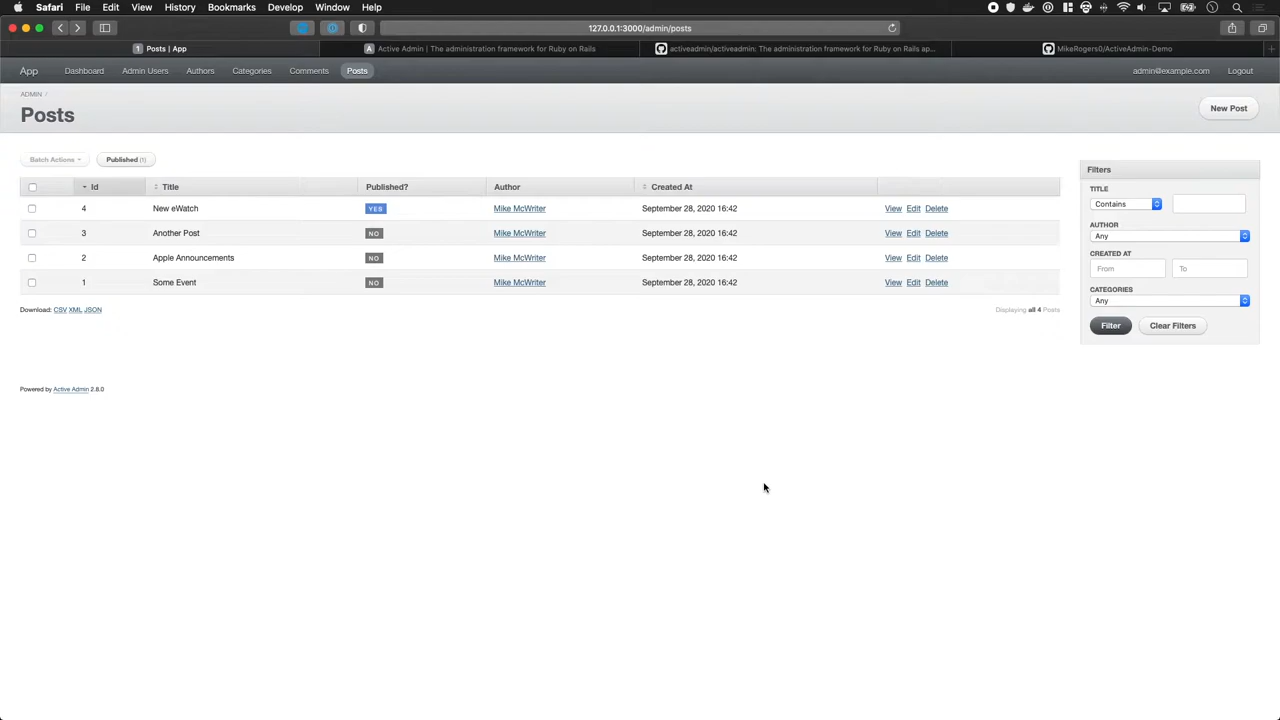 Safari File Edit View History Bookmarks Develop Window Help
127.0.0.1:3000/admin/posts
1 Posts | App
A Active Admin | The administration framework for Ruby on Rails
activeadmin/activeadmin: The administration framework for Ruby on Rails ap...
MikeRogers0/ActiveAdmin-Demo
App Dashboard Admin Users Authors Categories Comments Posts admin@example.com Logout
ADMIN /
Posts
New Post
Batch Actions Published (1)
Id Title Published? Author Created At
4 New eWatch YES Mike McWriter September 28, 2020 16:42 View Edit Delete
3 Another Post NO Mike McWriter September 28, 2020 16:42 View Edit Delete
2 Apple Announcements NO Mike McWriter September 28, 2020 16:42 View Edit Delete
1 Some Event NO Mike McWriter September 28, 2020 16:42 View Edit Delete
Download: CSV XML JSON
Displaying all 4 Posts
Filters
TITLE
Contains
AUTHOR
Any
CREATED AT
From To
CATEGORIES
Any
Filter Clear Filters
Powered by Active Admin 2.8.0